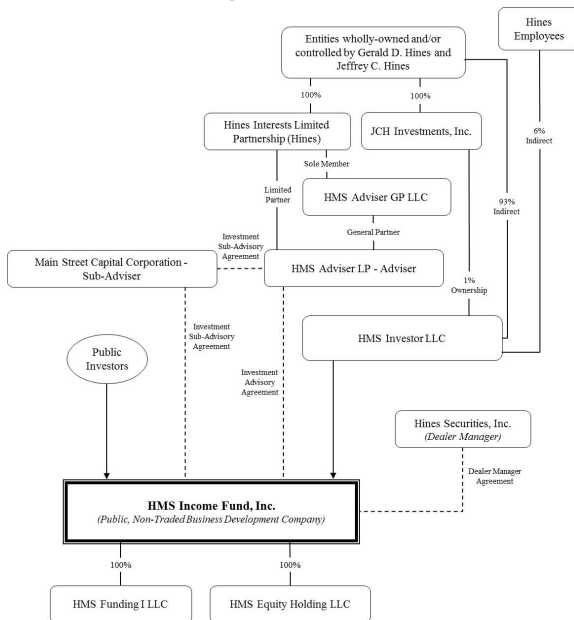 Hines
Employees
Entities wholly-owned and/or
controlled by Gerald D. Hines and
Jeffrey C. Hines
100%
100%
6%
Indirect
Hines Interests Limited
Partnership (Hines)
JCH Investments, Inc.
Sole Member
Limited
Partner
HMS Adviser GP LLC
93%
Indirect
General Partner
Investment
Sub-Advisory
Agreement
Main Street Capital Corporation -
Sub-Adviser
HMS Adviser LP - Adviser
1%
Ownership
Investment
Sub-Advisory
Agreement
HMS Investor LLC
Public
Investors
Investment
Advisory
Agreement
Hines Securities, Inc.
(Dealer Manager)
Dealer Manager
Agreement
HMS Income Fund, Inc.
(Public, Non-Traded Business Development Company)
100%
100%
HMS Funding I LLC
HMS Equity Holding LLC